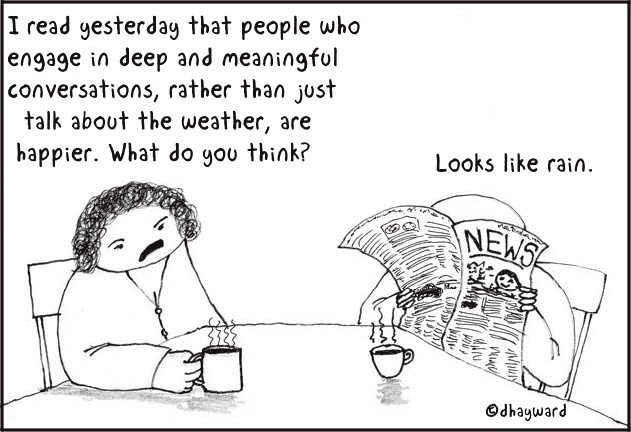 I read yesterday that people who
engage in deep and meaningful
conversations, rather than just
talk about the weather, are
happier. What do you think?
Looks like rain.
NEWS
©dhayward